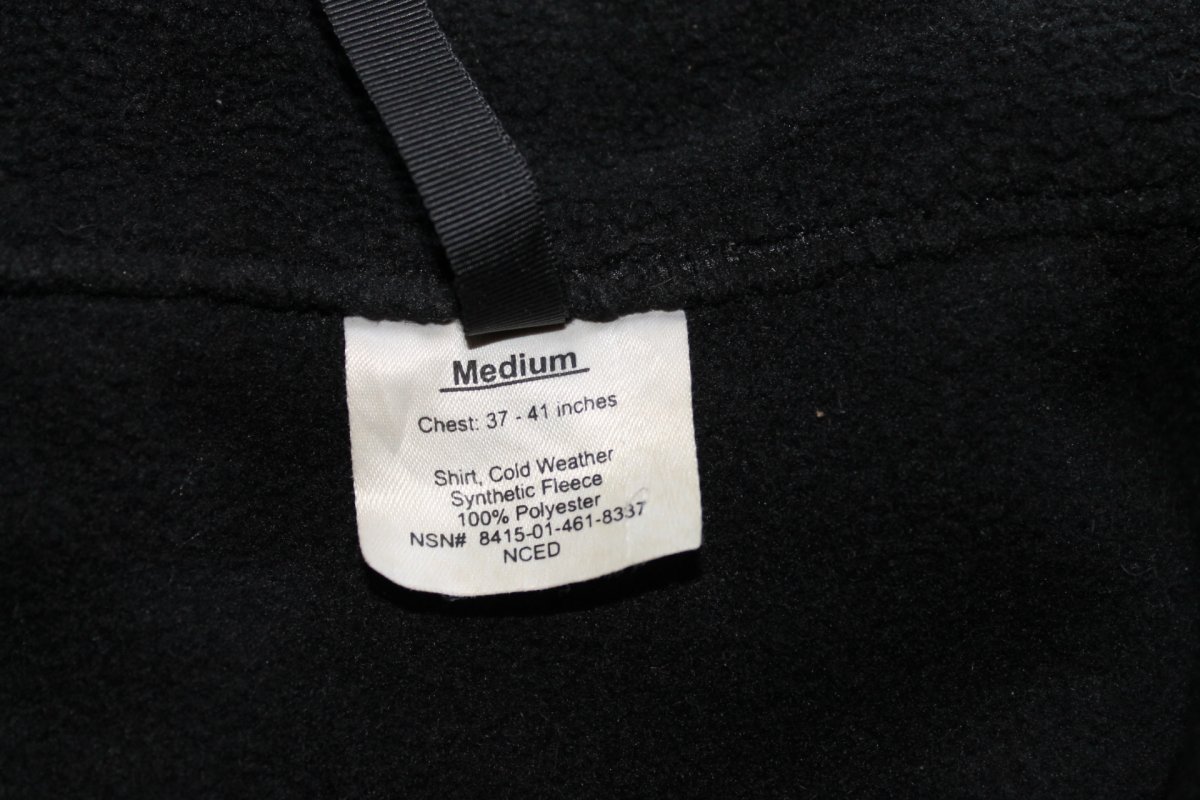 Medium
Chest: 37 - 41 inches
Shirt, Cold Weather
Synthetic Fleece
100% Polyester
NSN# 8415-01-461-8337
NCED